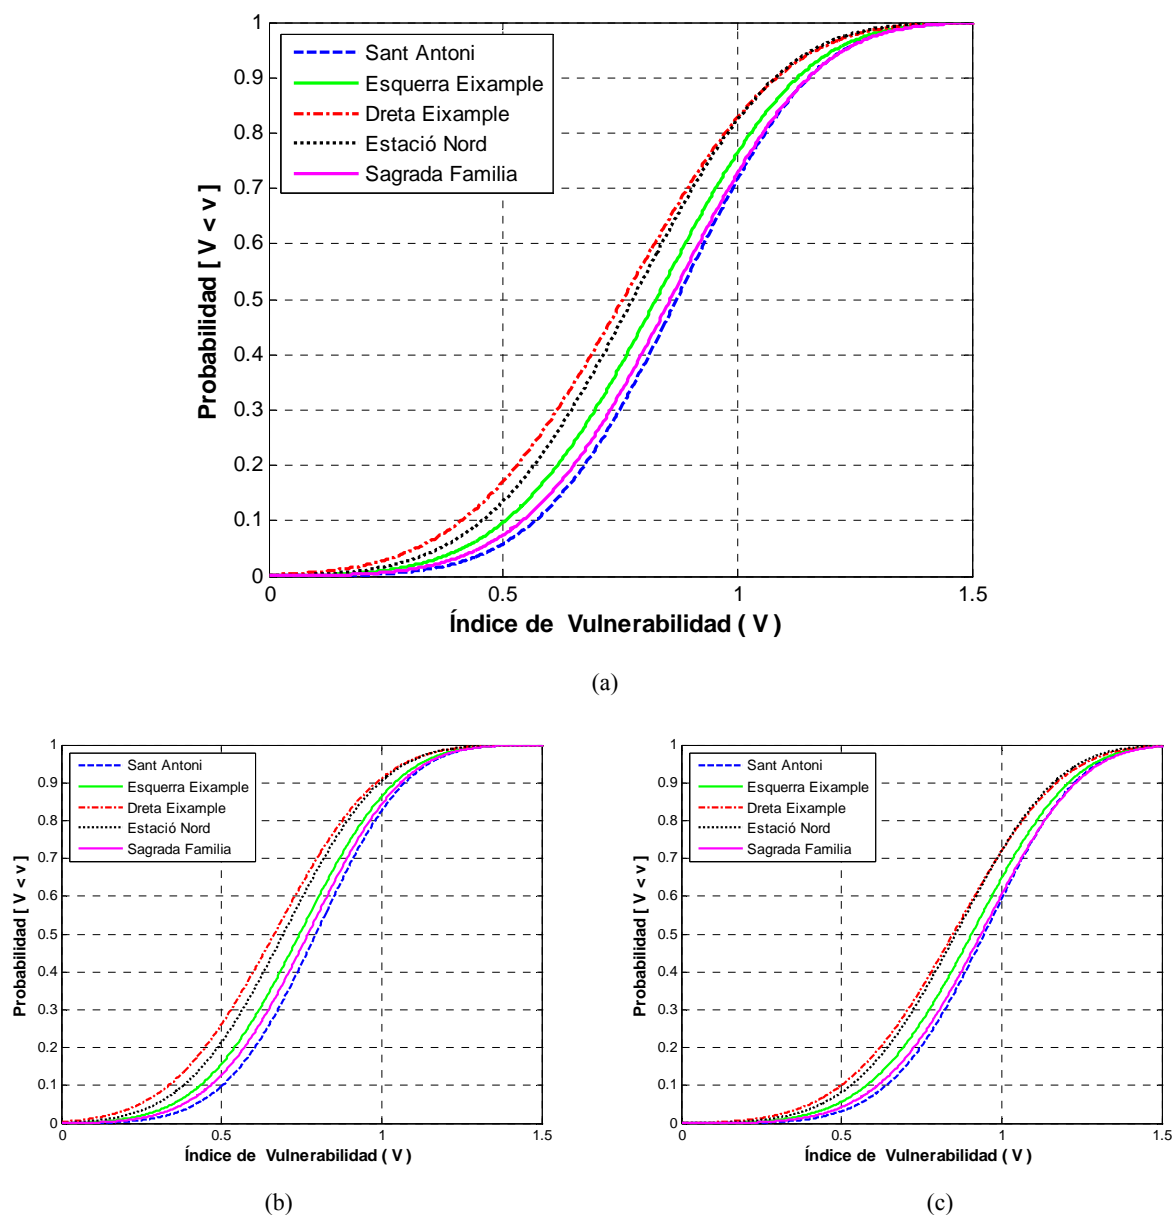 1
0.9
0.8
0.7
0.6
0.5
0.4
0.3
0.2
0.1
0
Sant Antoni
Esquerra Eixample
Dreta Eixample
Estació Nord
Sagrada Familia
Probabilidad [ V < v ]
0 0.5 1 1.5
Índice de Vulnerabilidad ( V )
(a)
1
0.9
0.8
0.7
0.6
0.5
0.4
0.3
0.2
0.1
0
Sant Antoni
Esquerra Eixample
Dreta Eixample
Estació Nord
Sagrada Familia
Probabilidad [ V < v ]
0 0.5 1 1.5
Índice de Vulnerabilidad ( V )
(b)
1
0.9
0.8
0.7
0.6
0.5
0.4
0.3
0.2
0.1
0
Sant Antoni
Esquerra Eixample
Dreta Eixample
Estació Nord
Sagrada Familia
Probabilidad [ V < v ]
0 0.5 1 1.5
Índice de Vulnerabilidad ( V )
(c)